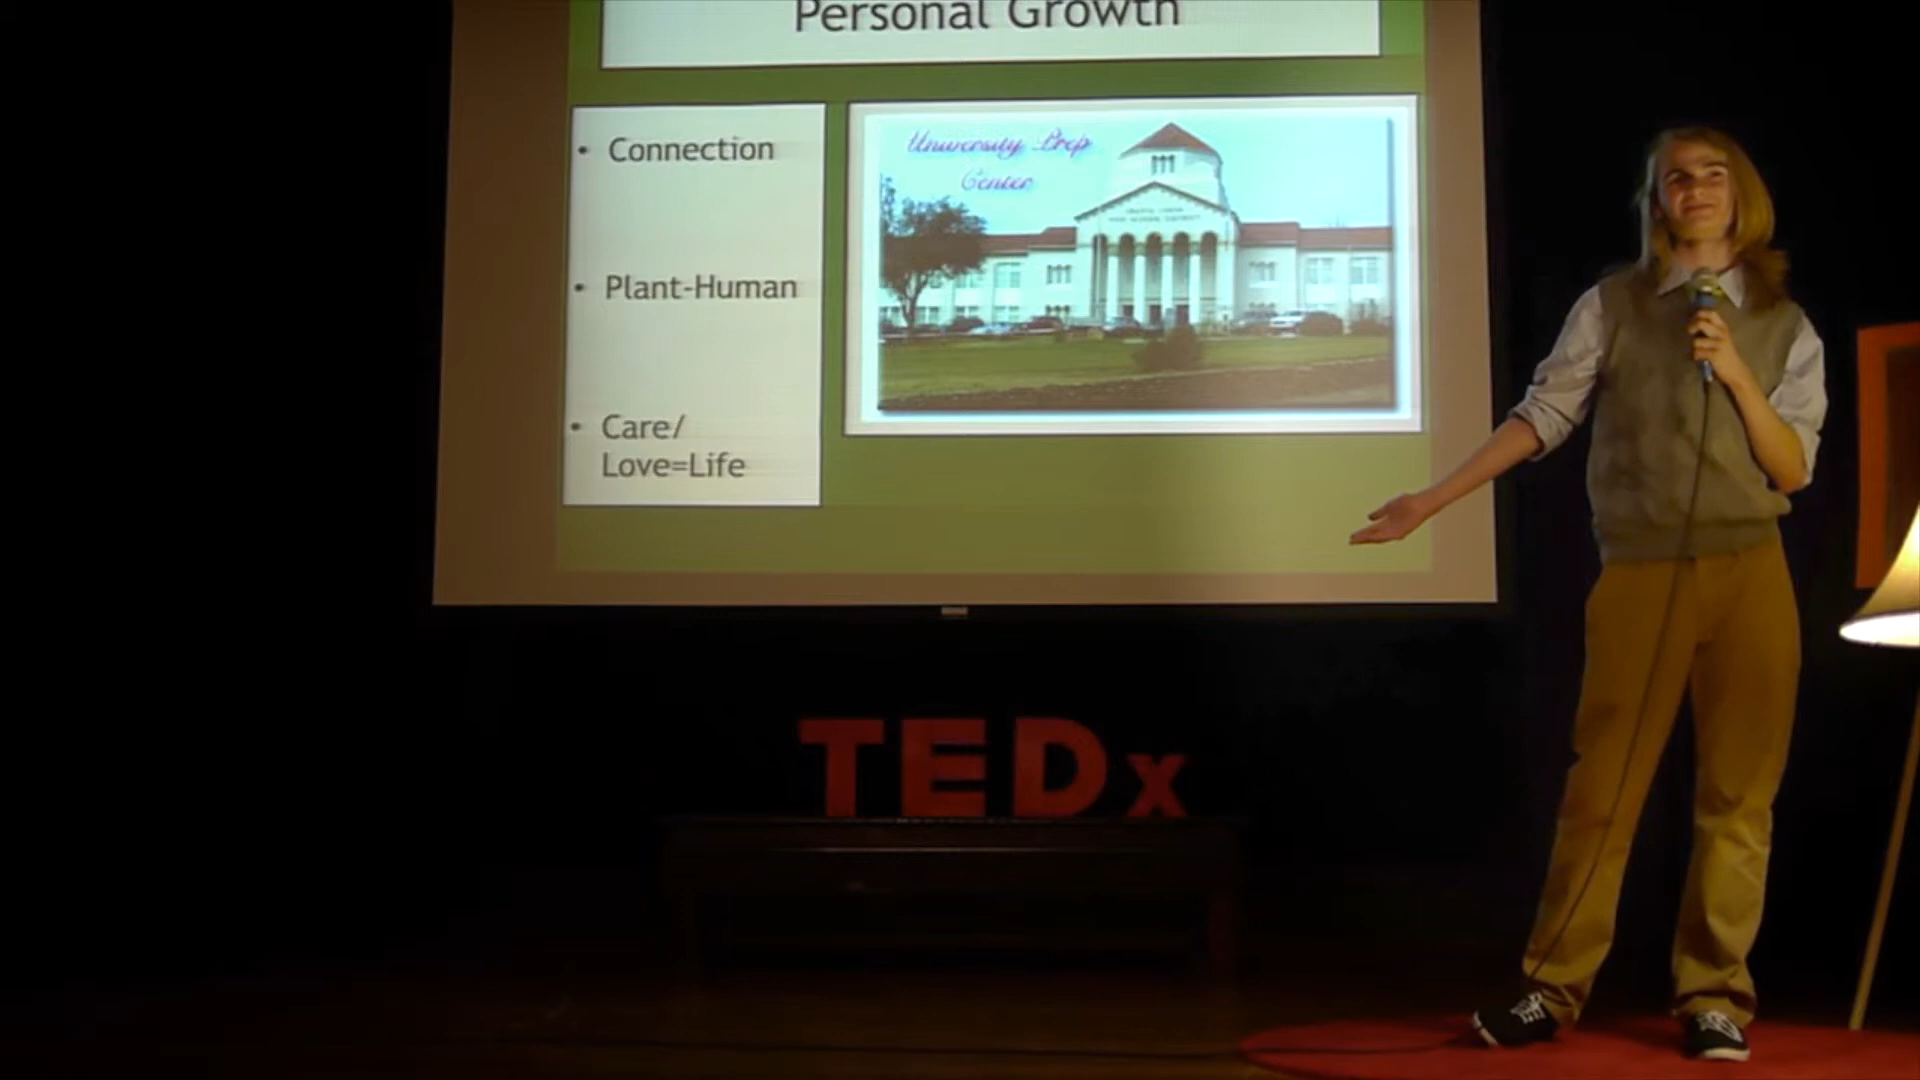 Personal Growth
• Connection
• Plant-Human
• Care/
Love=Life
University Prep
Center
TEDx